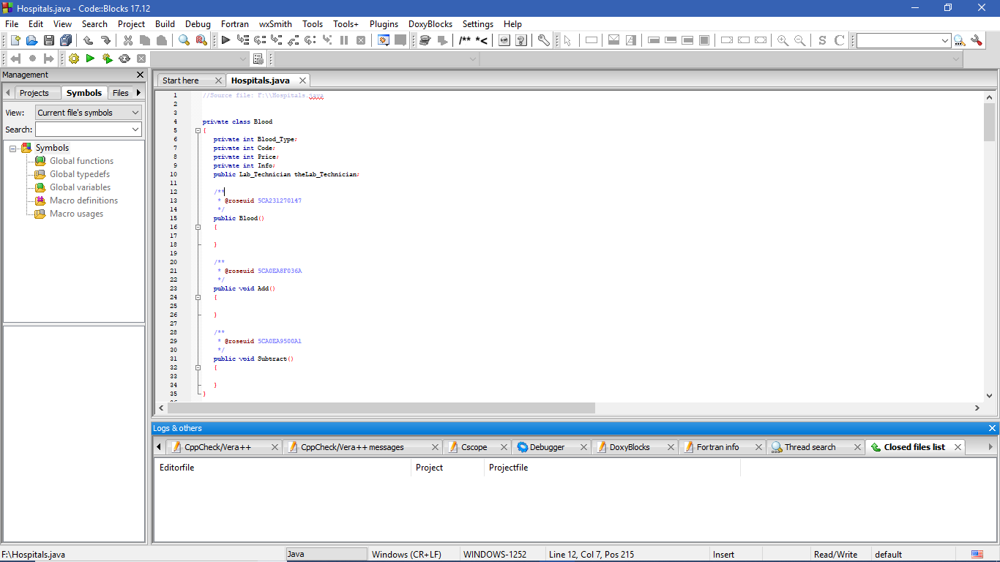 Hospitals.java - Code::Blocks 17.12
File Edit View Search Project Build Debug Fortran wxSmith Tools Tools+ Plugins DoxyBlocks Settings Help
/** *<
S C
Management
Projects Symbols Files
View: Current file's symbols
Search:
Symbols
Global functions
Global typedefs
Global variables
Macro definitions
Macro usages
Start here Hospitals.java
1 //Source file: F:\\Hospitals.java
2
3
4 private class Blood
5 {
6 private int Blood_Type;
7 private int Code;
8 private int Price;
9 private int Info;
10 public Lab_Technician theLab_Technician;
11
12 /**
13 * @roseuid 5CA231270147
14 */
15 public Blood()
16 {
17
18 }
19
20 /**
21 * @roseuid 5CA0EA8F036A
22 */
23 public void Add()
24 {
25
26 }
27
28 /**
29 * @roseuid 5CA0EA9500A1
30 */
31 public void Subtract()
32 {
33
34 }
35 }
Logs & others
CppCheck/Vera++ CppCheck/Vera++ messages Cscope Debugger DoxyBlocks Fortran info Thread search Closed files list
Editorfile Project Projectfile
F:\Hospitals.java Java Windows (CR+LF) WINDOWS-1252 Line 12, Col 7, Pos 215 Insert Read/Write default